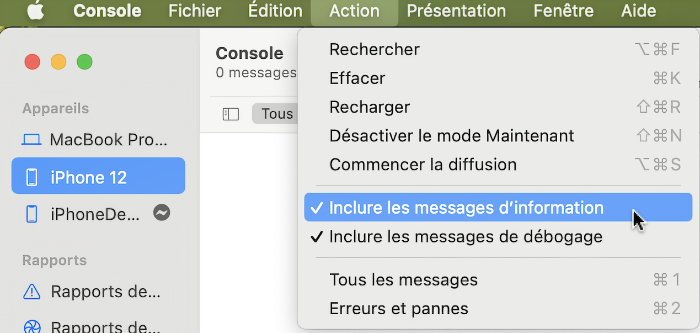 Console Fichier Édition Action Présentation Fenêtre Aide
Console
0 messages
Tous
Appareils
MacBook Pro...
iPhone 12
iPhoneDe...
Rapports
Rapports de...
Rapports de...
Rechercher ⌥⌘F
Effacer ⌘K
Recharger ⇧⌘R
Désactiver le mode Maintenant ⇧⌘N
Commencer la diffusion ⌥⌘S
✓ Inclure les messages d’information
✓ Inclure les messages de débogage
Tous les messages ⌘1
Erreurs et pannes ⌘2